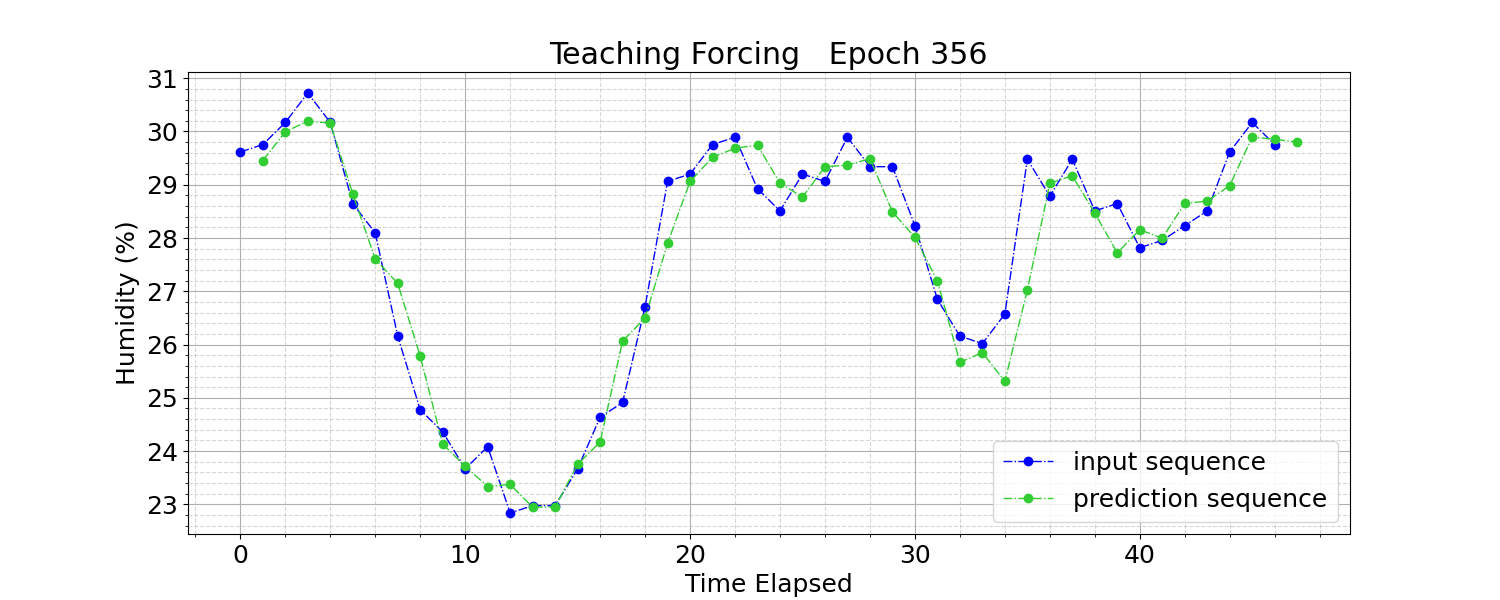 Teaching Forcing   Epoch 356
31
30
29
28
27
26
25
24
23
Humidity (%)
input sequence
prediction sequence
0 10 20 30 40
Time Elapsed